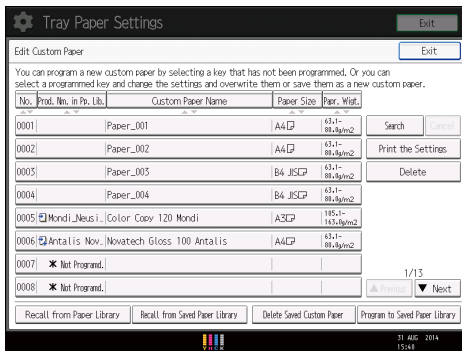 Tray Paper Settings
Exit
Edit Custom Paper
Exit
You can program a new custom paper by selecting a key that has not been programmed. Or you can
select a programmed key and change the settings and overwrite them or save them as a new custom paper.
No. Prod. Nm. in Pp. Lib. Custom Paper Name Paper Size Papr. Wigt.
0001 Paper_001 A4 63.1-80.0g/m2 Search Cancel
0002 Paper_002 A4 63.1-80.0g/m2 Print the Settings
0003 Paper_003 B4 JIS 63.1-80.0g/m2 Delete
0004 Paper_004 B4 JIS 63.1-80.0g/m2
0005 Mondi_Neusi.. Color Copy 120 Mondi A3 105.1-163.0g/m2
0006 Antalis Nov.. Novatech Gloss 100 Antalis A4 63.1-80.0g/m2
0007 Not Programd.
1/13
0008 Not Programd. ▲ Previous ▼ Next
Recall from Paper Library Recall from Saved Paper Library Delete Saved Custom Paper Program to Saved Paper Library
Y M C K
31 AUG 2014
15:48